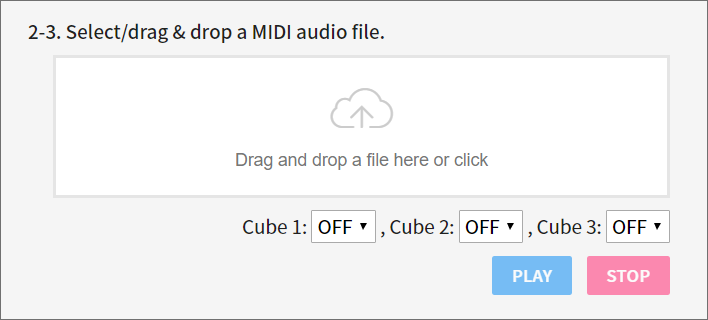 2-3. Select/drag & drop a MIDI audio file.
Drag and drop a file here or click
Cube 1: OFF , Cube 2: OFF , Cube 3: OFF
PLAY STOP